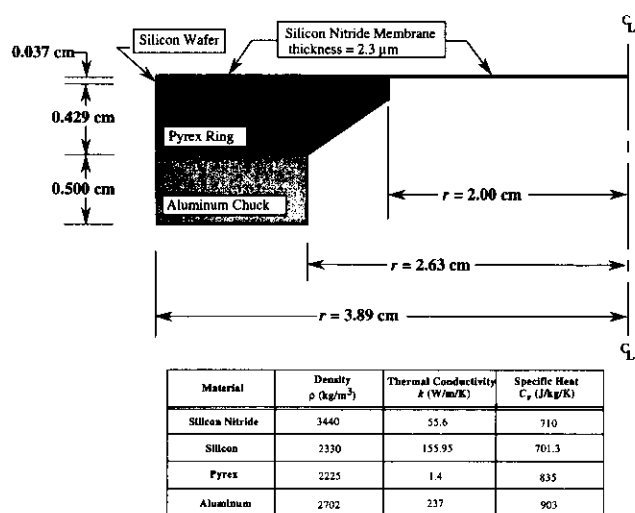 C
L
Silicon Wafer
Silicon Nitride Membrane
thickness = 2.3 µm
0.037 cm
0.429 cm
Pyrex Ring
0.500 cm
Aluminum Chuck
r = 2.00 cm
r = 2.63 cm
r = 3.89 cm
C
L
Material Density ρ (kg/m³) Thermal Conductivity k (W/m/K) Specific Heat Cᵥ (J/kg/K)
Silicon Nitride 3440 55.6 710
Silicon 2330 155.95 701.3
Pyrex 2225 1.4 835
Aluminum 2702 237 903